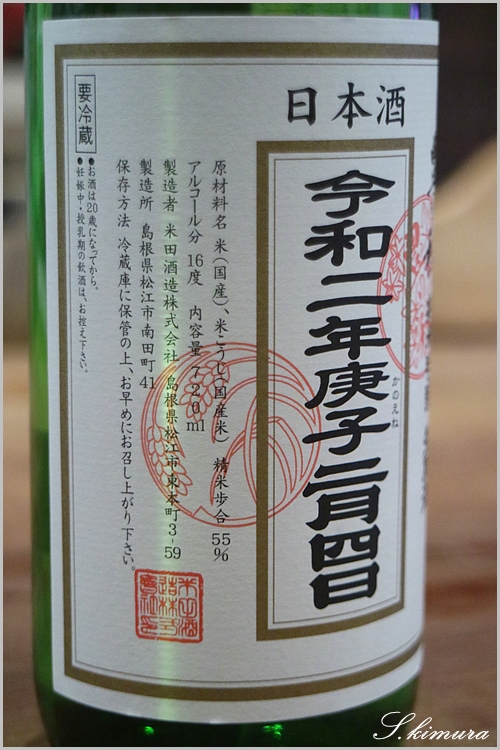 日本酒
令和二年庚子二月四日
かのえね
原材料名 米(国産)、米こうじ(国産米) 精米歩合 55%
アルコール分 16度 内容量 720ml
製造者 米田酒造株式会社 島根県松江市東本町3-59
製造所 島根県松江市南田町41
保存方法 冷蔵庫に保管の上、お早めにお召し上がり下さい。
要冷蔵
●お酒は20歳になってから。
●妊娠中・授乳期の飲酒は、お控え下さい。
S.kimura